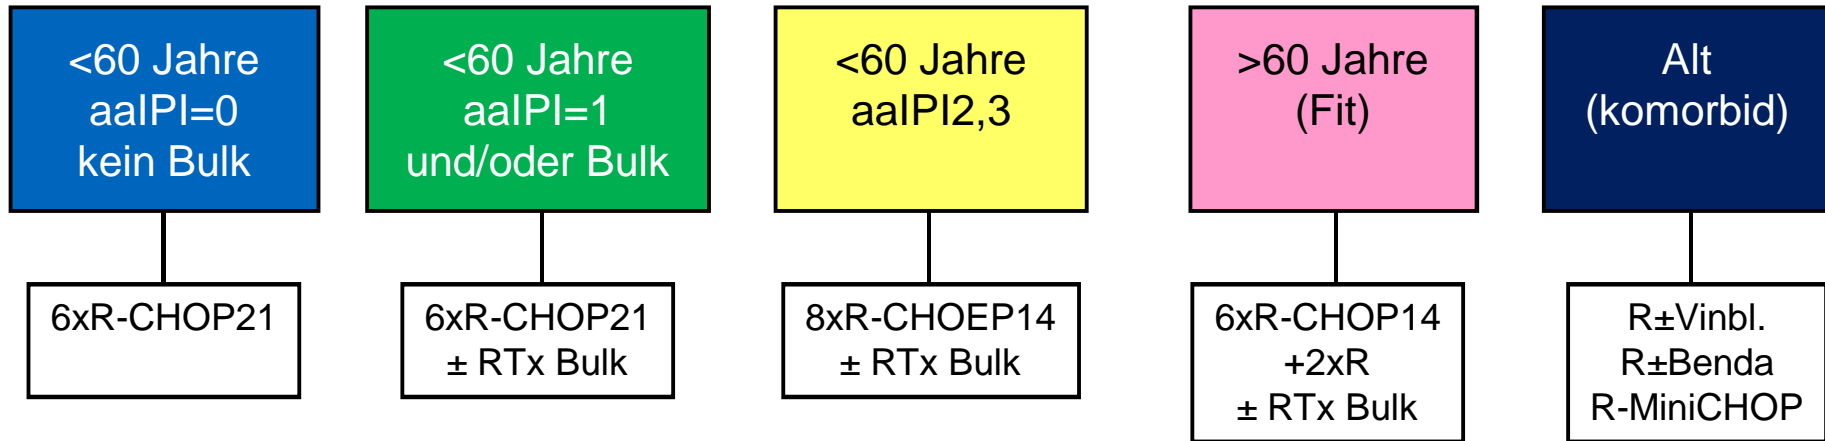 <60 Jahre
aaIPI=0
kein Bulk
<60 Jahre
aaIPI=1
und/oder Bulk
<60 Jahre
aaIPI2,3
>60 Jahre
(Fit)
Alt
(komorbid)
6xR-CHOP21
6xR-CHOP21
± RTx Bulk
8xR-CHOEP14
± RTx Bulk
6xR-CHOP14
+2xR
± RTx Bulk
R±Vinbl.
R±Benda
R-MiniCHOP